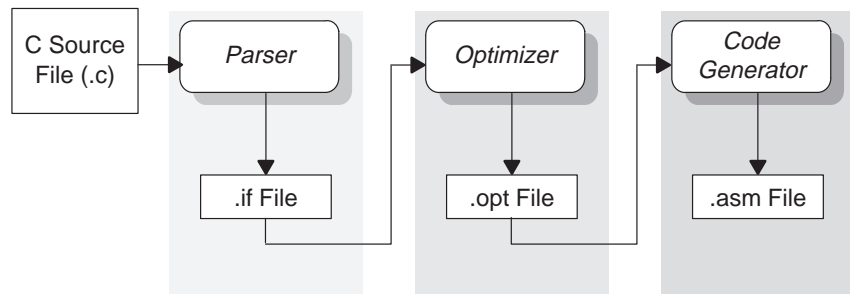 C Source
File (.c)
Parser
Optimizer
Code
Generator
.if File
.opt File
.asm File